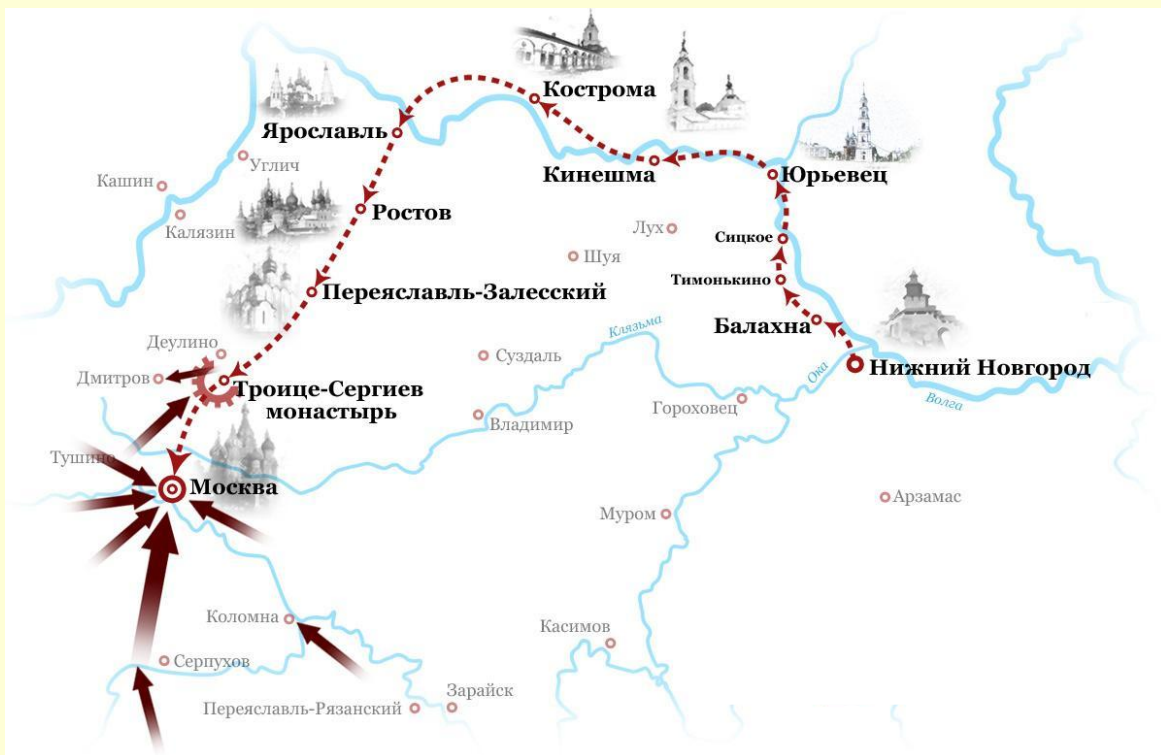 Кострома
Ярославль
Углич
Кинешма
Юрьевец
Кашин
Ростов
Калязин
Лух
Сицкое
Шуя
Тимонькино
Переяславль-Залесский
Балахна
Клязьма
Деулино
Суздаль
Ока
Нижний Новгород
Дмитров
Троице-Сергиев
монастырь
Гороховец
Волга
Владимир
Тушино
Москва
Арзамас
Муром
Коломна
Касимов
Серпухов
Зарайск
Переяславль-Рязанский